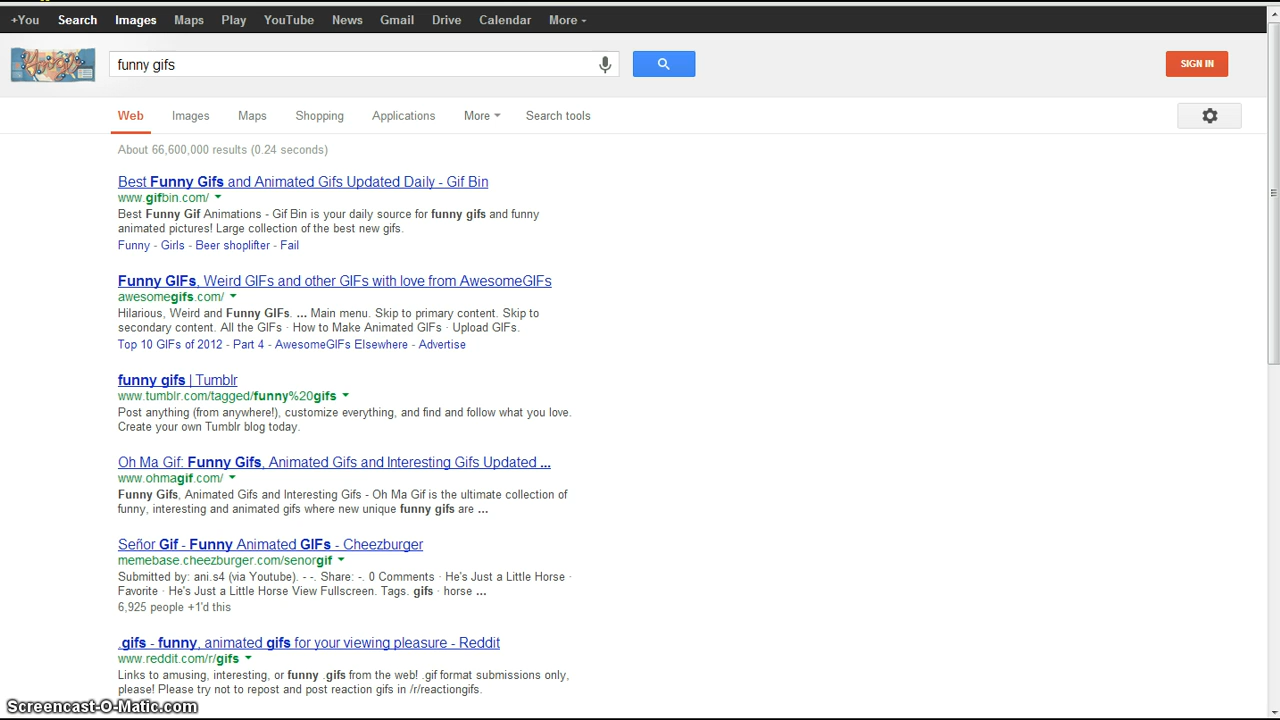 +You Search Images Maps Play YouTube News Gmail Drive Calendar More
funny gifs
SIGN IN
Web Images Maps Shopping Applications More Search tools
About 66,600,000 results (0.24 seconds)
Best Funny Gifs and Animated Gifs Updated Daily - Gif Bin
www.gifbin.com/
Best Funny Gif Animations - Gif Bin is your daily source for funny gifs and funny
animated pictures! Large collection of the best new gifs.
Funny - Girls - Beer shoplifter - Fail
Funny GIFs, Weird GIFs and other GIFs with love from AwesomeGIFs
awesomegifs.com/
Hilarious, Weird and Funny GIFs. ... Main menu. Skip to primary content. Skip to
secondary content. All the GIFs · How to Make Animated GIFs · Upload GIFs.
Top 10 GIFs of 2012 - Part 4 - AwesomeGIFs Elsewhere - Advertise
funny gifs | Tumblr
www.tumblr.com/tagged/funny%20gifs
Post anything (from anywhere!), customize everything, and find and follow what you love.
Create your own Tumblr blog today.
Oh Ma Gif: Funny Gifs, Animated Gifs and Interesting Gifs Updated ...
www.ohmagif.com/
Funny Gifs, Animated Gifs and Interesting Gifs - Oh Ma Gif is the ultimate collection of
funny, interesting and animated gifs where new unique funny gifs are ...
Señor Gif - Funny Animated GIFs - Cheezburger
memebase.cheezburger.com/senorgif
Submitted by: ani.s4 (via Youtube). - -. Share: -. 0 Comments · He's Just a Little Horse ·
Favorite · He's Just a Little Horse View Fullscreen. Tags. gifs · horse ...
6,925 people +1'd this
.gifs - funny, animated gifs for your viewing pleasure - Reddit
www.reddit.com/r/gifs
Links to amusing, interesting, or funny .gifs from the web! .gif format submissions only,
please! Please try not to repost and post reaction gifs in /r/reactiongifs.
Screencast-O-Matic.com